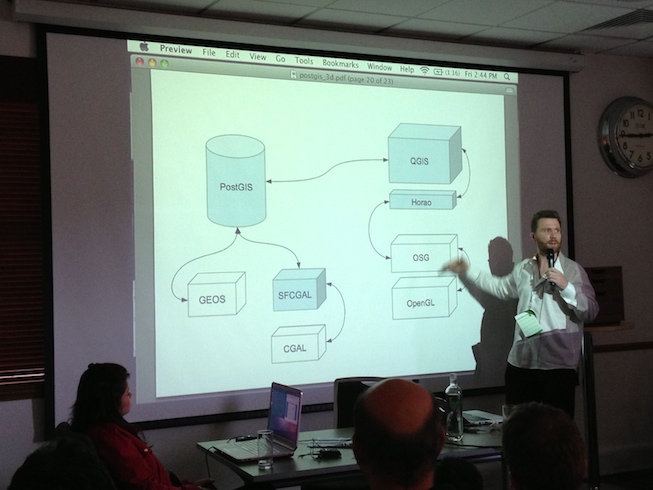 Preview File Edit View Go Tools Bookmarks Window Help (1:16) Fri 2:44 PM
postgis_3d.pdf (page 20 of 23)
PostGIS
QGIS
Horao
GEOS
SFCGAL
OSG
OpenGL
CGAL